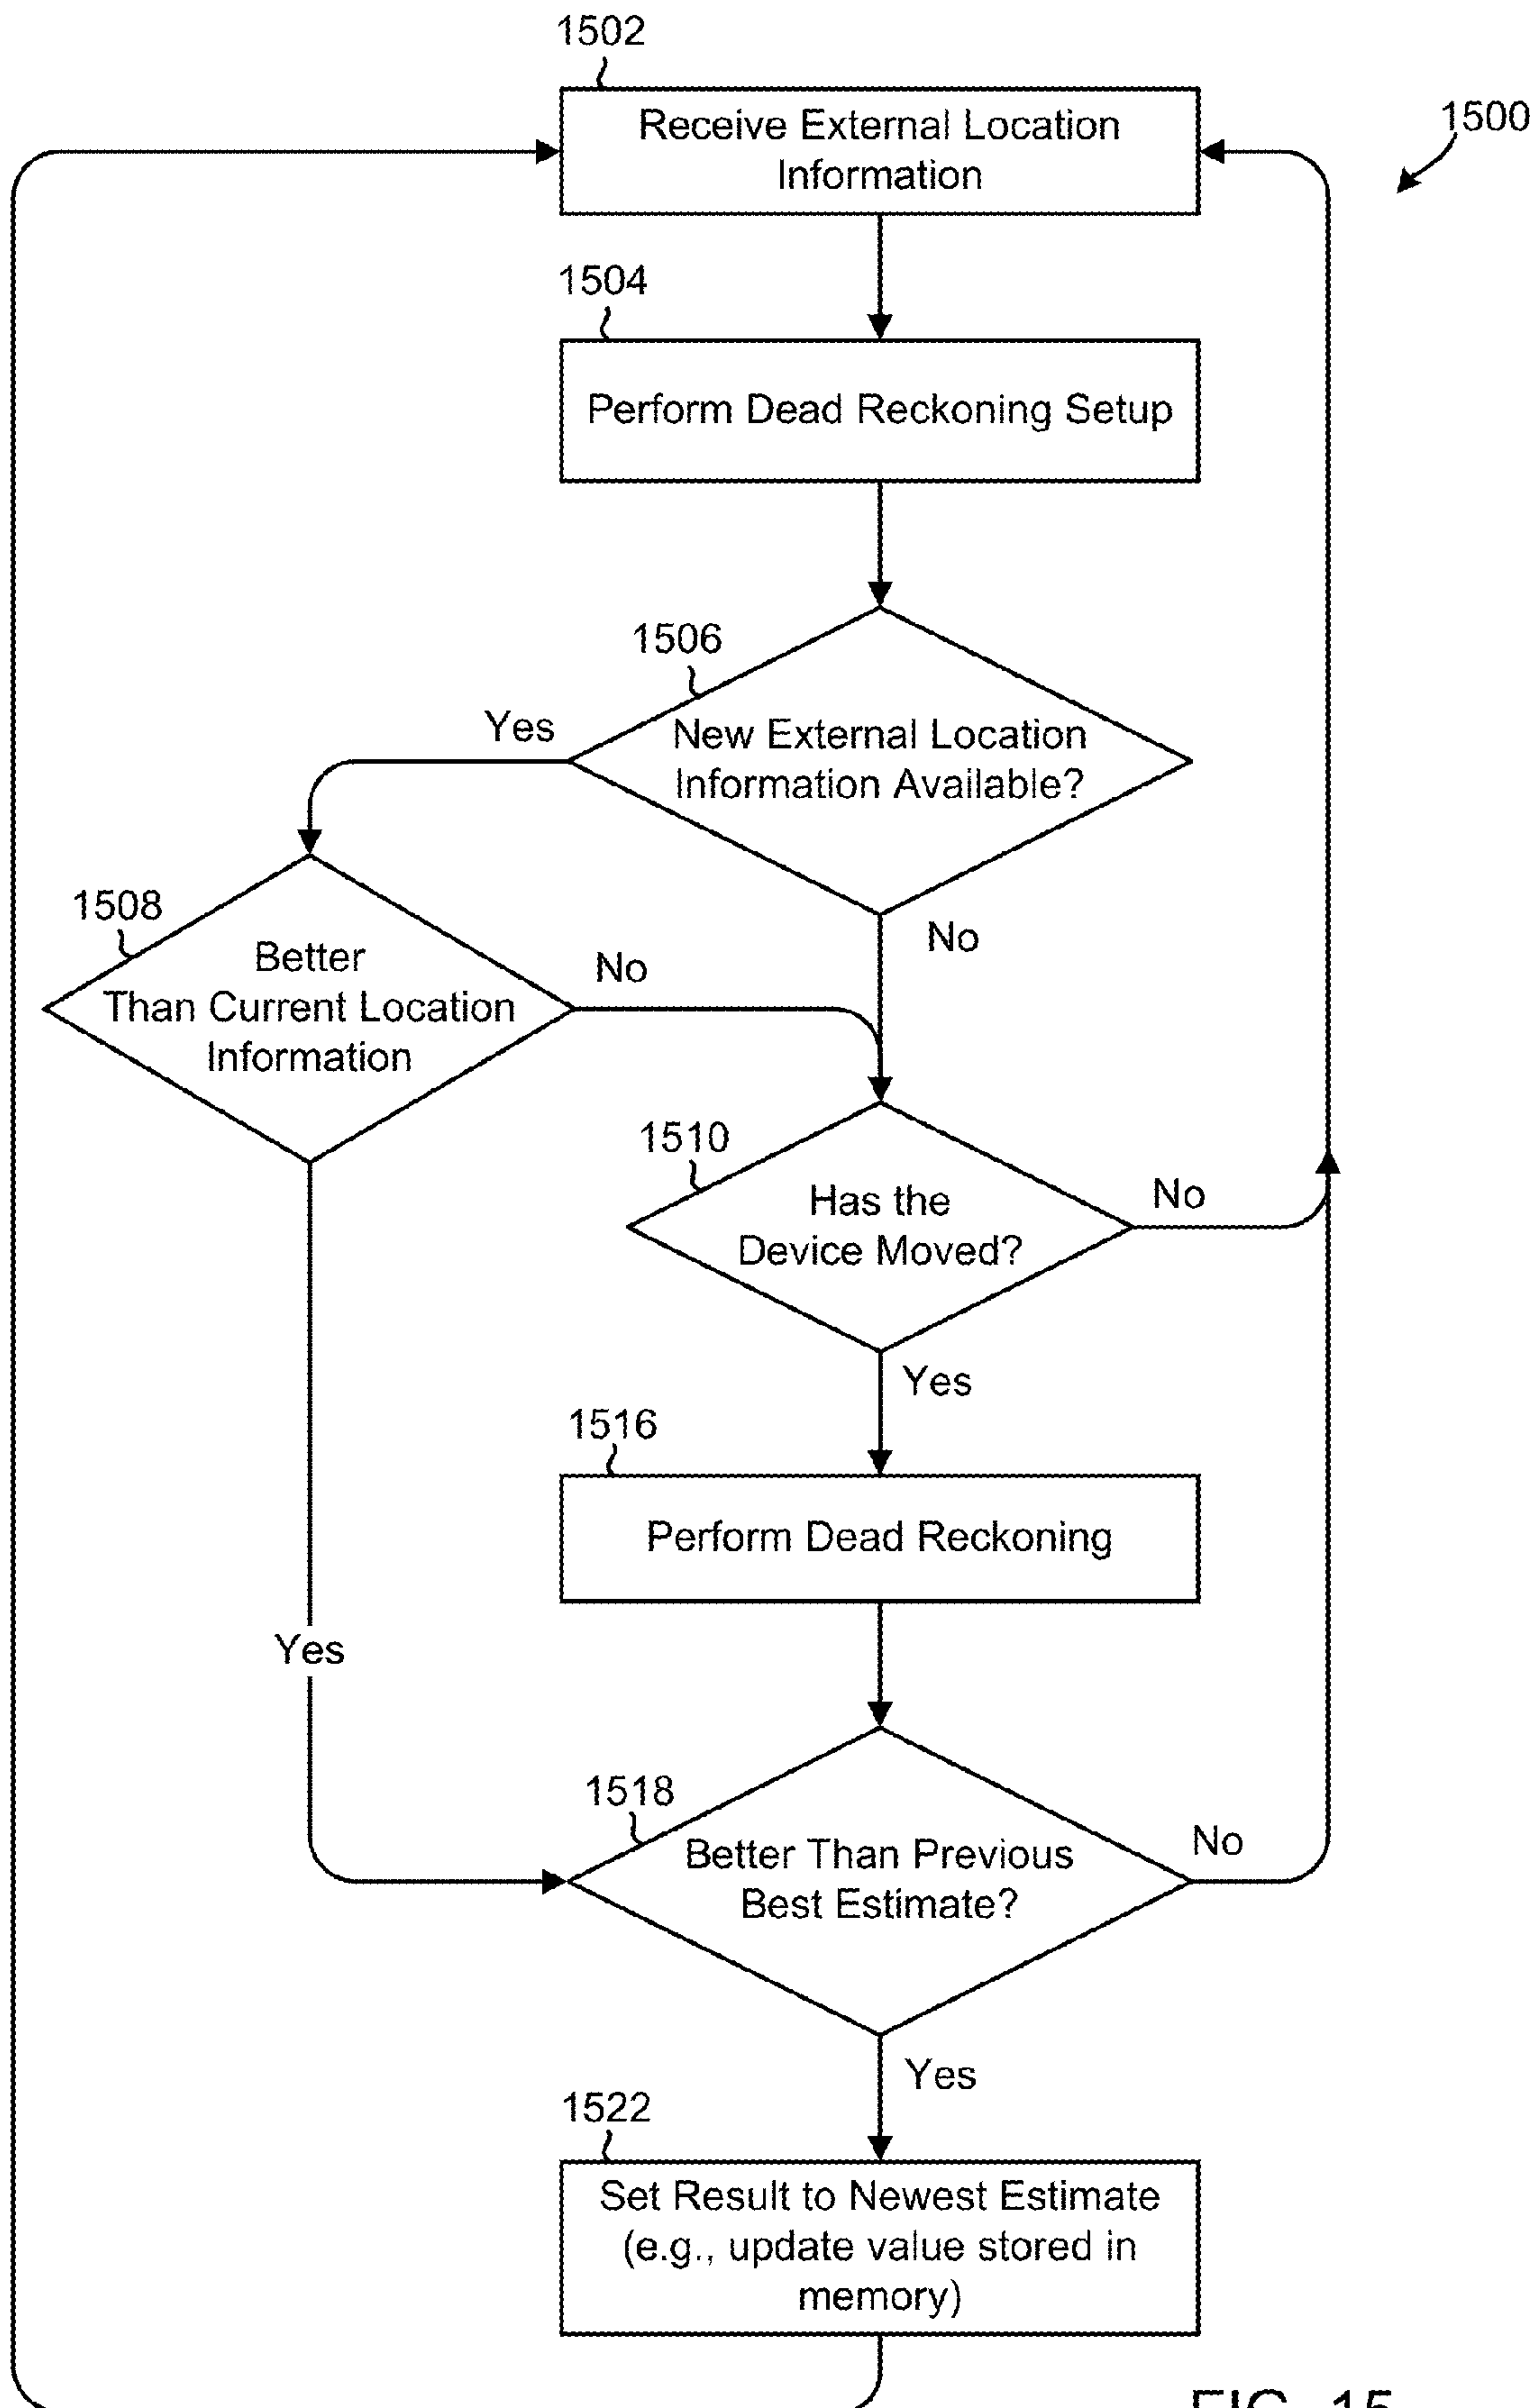 1502
Receive External Location
Information
1500
1504
Perform Dead Reckoning Setup
1506
Yes
New External Location
Information Available?
No
1508
Better
Than Current Location
Information
No
1510
Has the
Device Moved?
No
Yes
1516
Perform Dead Reckoning
Yes
1518
Better Than Previous
Best Estimate?
No
Yes
1522
Set Result to Newest Estimate
(e.g., update value stored in
memory)
FIG. 15